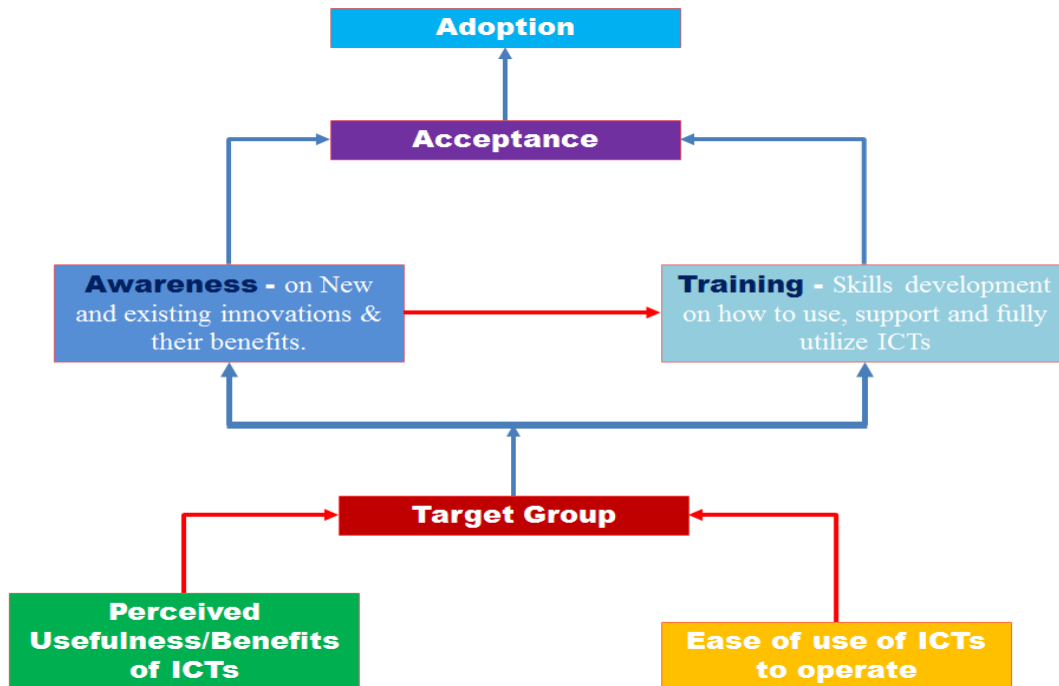 Adoption
Acceptance
Awareness - on New
and existing innovations &
their benefits.
Training - Skills development
on how to use, support and fully
utilize ICTs
Target Group
Perceived
Usefulness/Benefits
of ICTs
Ease of use of ICTs
to operate